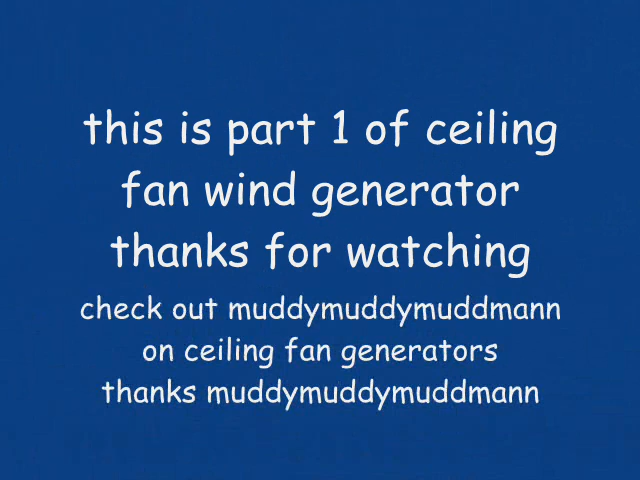 this is part 1 of ceiling
fan wind generator
thanks for watching
check out muddymuddymuddmann
on ceiling fan generators
thanks muddymuddymuddmann